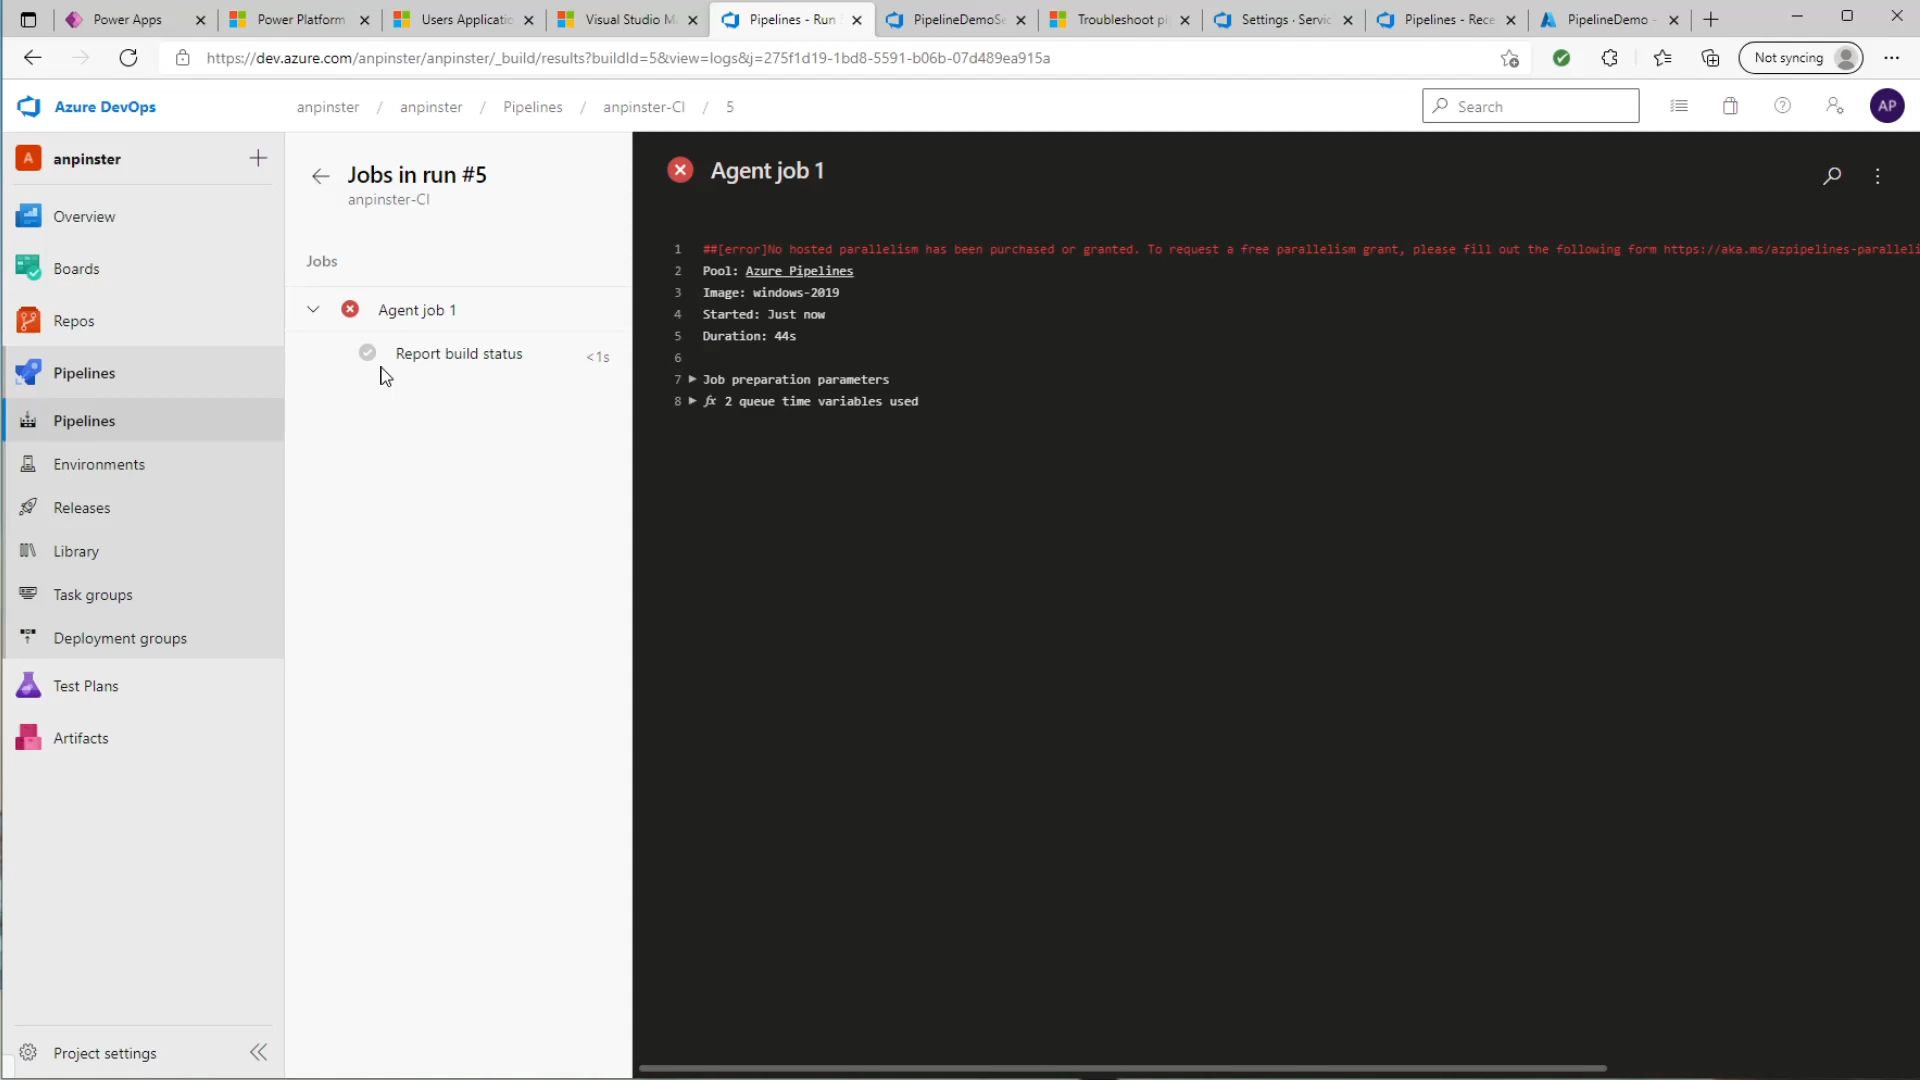 Power Apps
Power Platform
Users Applicatio
Visual Studio M
Pipelines - Run
PipelineDemoSe
Troubleshoot pi
Settings · Servic
Pipelines - Rece
PipelineDemo -
https://dev.azure.com/anpinster/anpinster/_build/results?buildId=5&view=logs&j=275f1d19-1bd8-5591-b06b-07d489ea915a
Not syncing
Azure DevOps
anpinster / anpinster / Pipelines / anpinster-CI / 5
Search
AP
A anpinster
Overview
Boards
Repos
Pipelines
Pipelines
Environments
Releases
Library
Task groups
Deployment groups
Test Plans
Artifacts
Project settings
Jobs in run #5
anpinster-CI
Jobs
Agent job 1
Report build status <1s
Agent job 1
1 ##[error]No hosted parallelism has been purchased or granted. To request a free parallelism grant, please fill out the following form https://aka.ms/azpipelines-paralleli
2 Pool: Azure Pipelines
3 Image: windows-2019
4 Started: Just now
5 Duration: 44s
6
7 Job preparation parameters
8 fx 2 queue time variables used